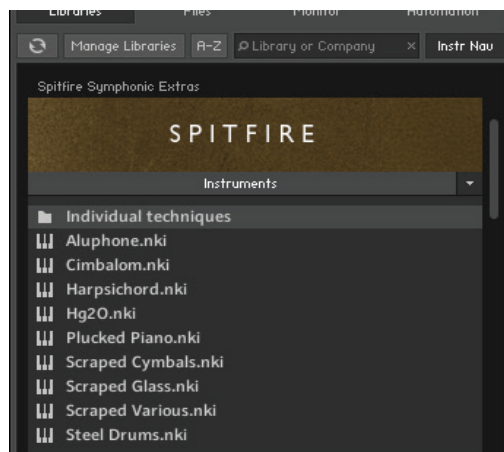 Libraries Files Monitor Automation
Manage Libraries A-Z Library or Company × Instr Nav
Spitfire Symphonic Extras
SPITFIRE
Instruments
Individual techniques
Aluphone.nki
Cimbalom.nki
Harpsichord.nki
Hg2O.nki
Plucked Piano.nki
Scraped Cymbals.nki
Scraped Glass.nki
Scraped Various.nki
Steel Drums.nki